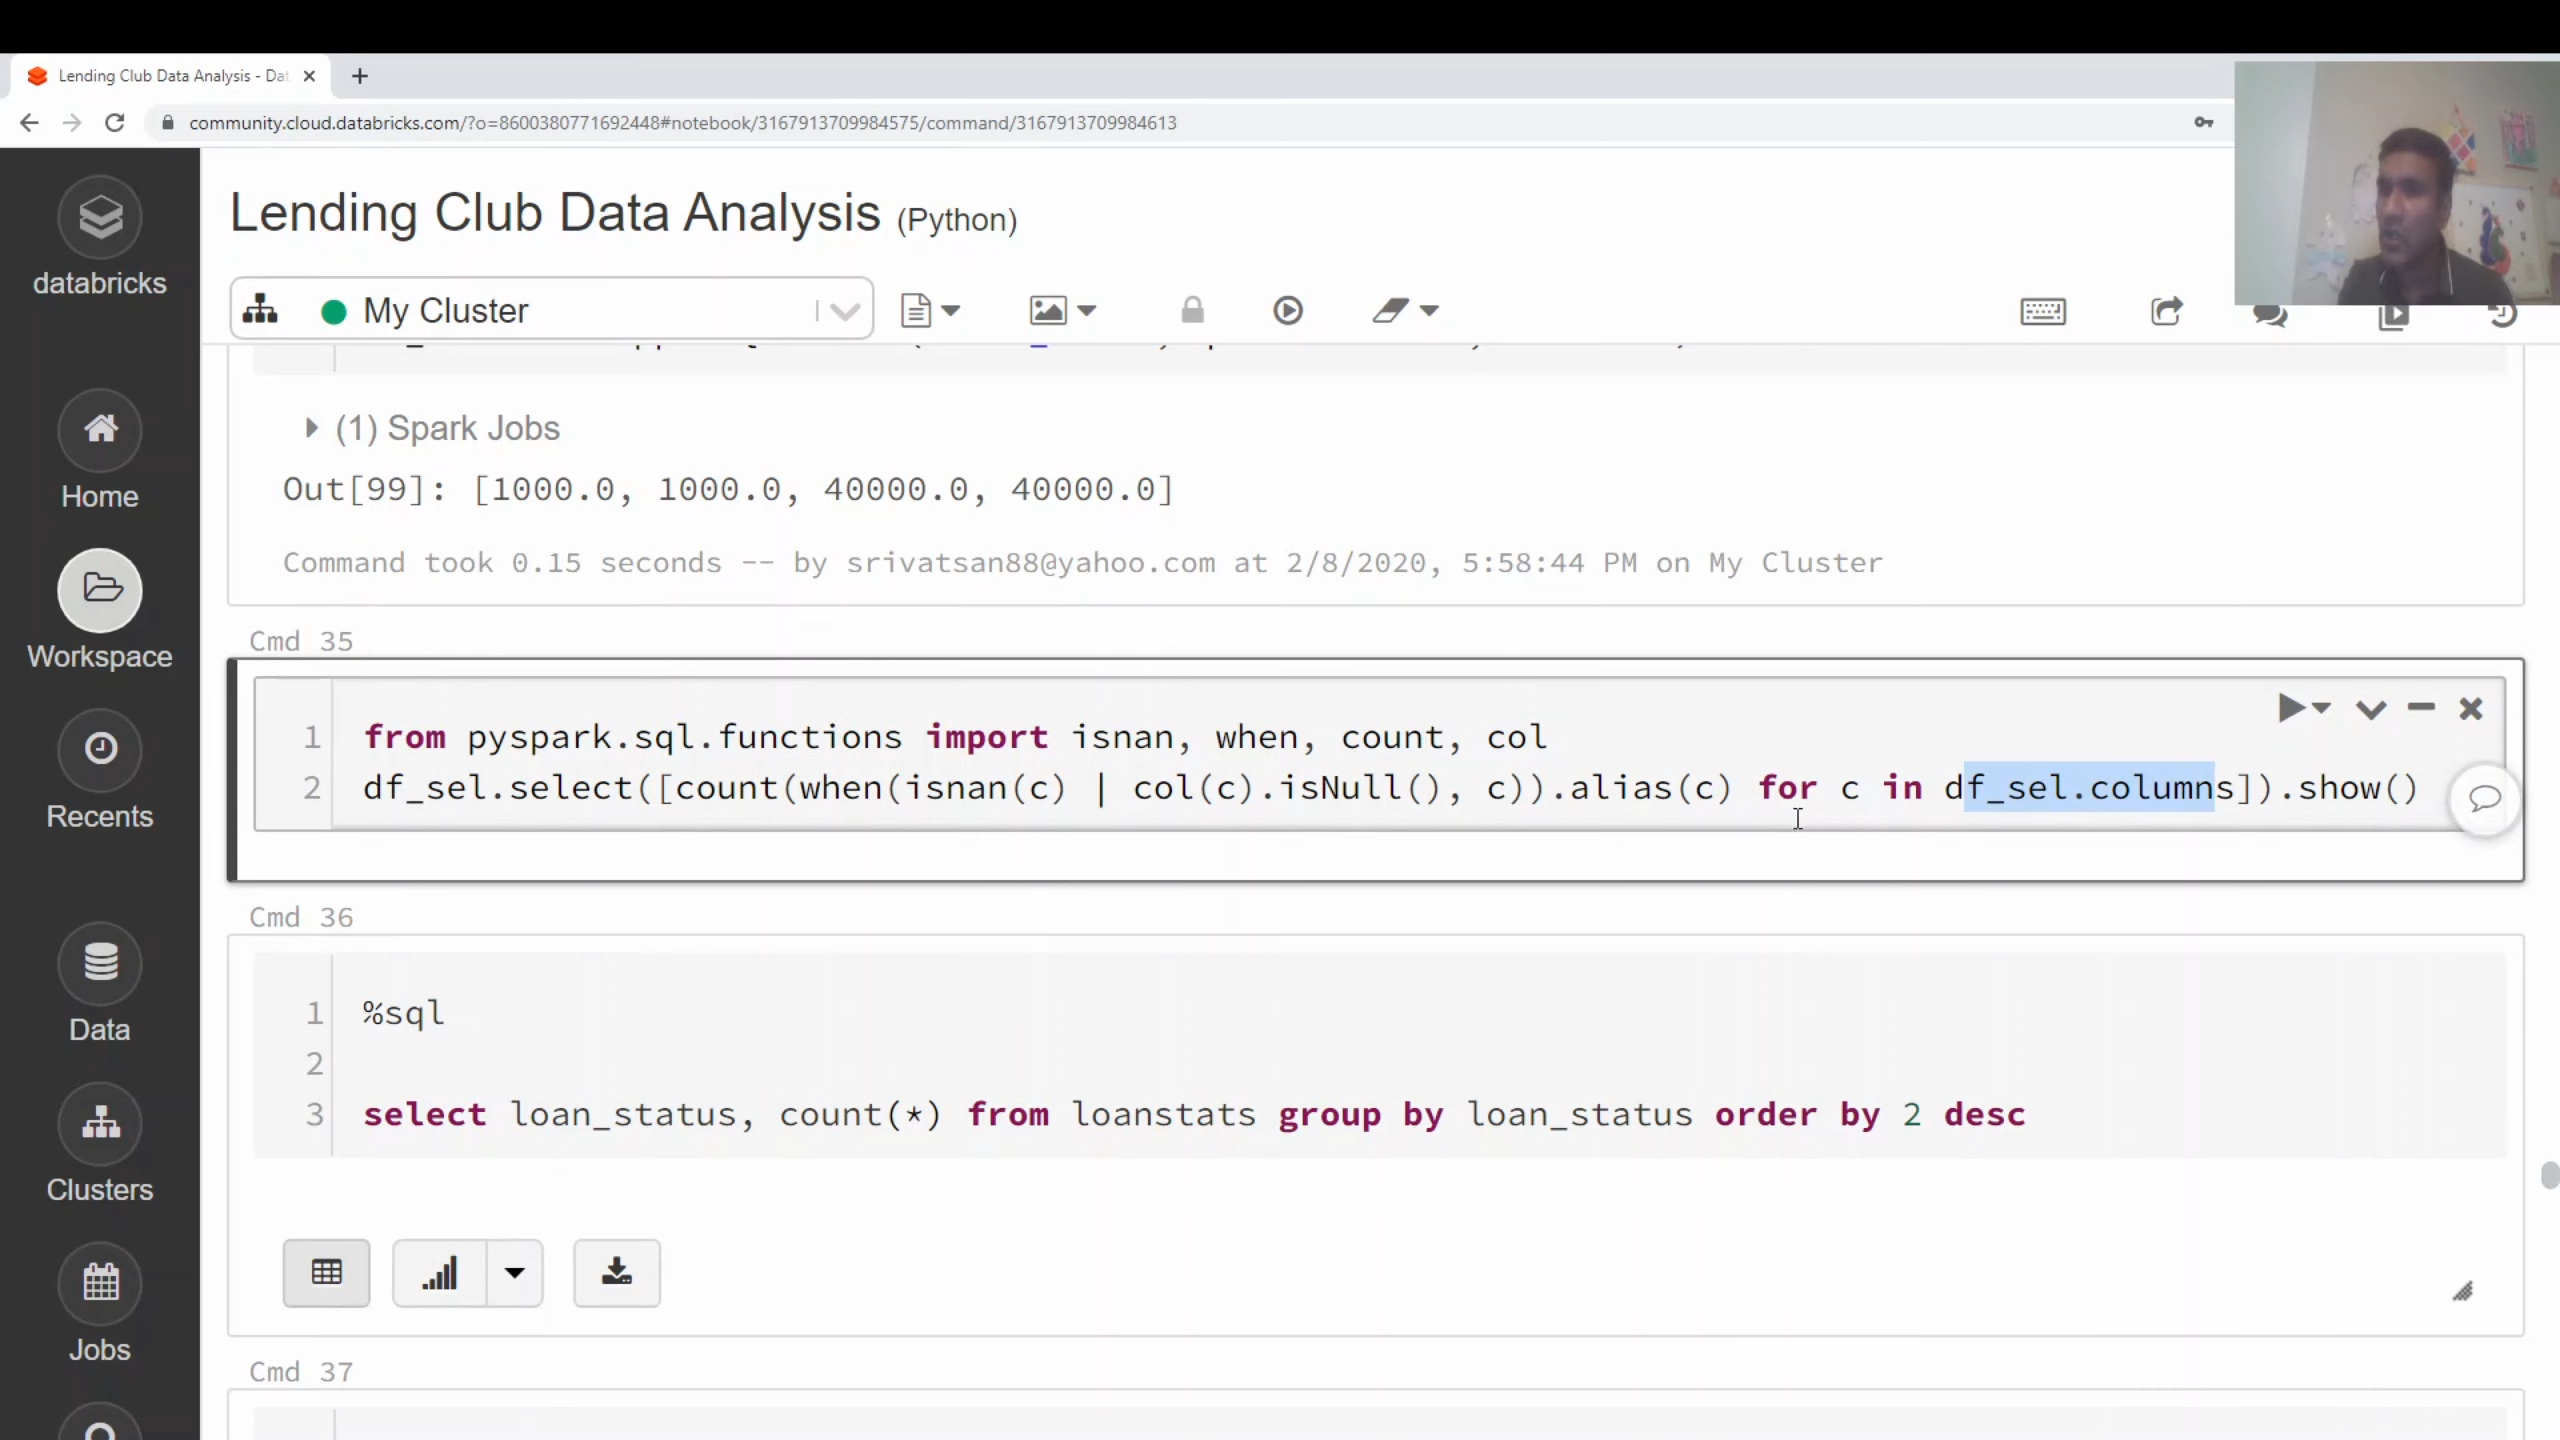 Lending Club Data Analysis - Dat
community.cloud.databricks.com/?o=8600380771692448#notebook/3167913709984575/command/3167913709984613
databricks
Home
Workspace
Recents
Data
Clusters
Jobs
Lending Club Data Analysis (Python)
My Cluster
(1) Spark Jobs
Out[99]: [1000.0, 1000.0, 40000.0, 40000.0]
Command took 0.15 seconds -- by srivatsan88@yahoo.com at 2/8/2020, 5:58:44 PM on My Cluster
Cmd 35
1 from pyspark.sql.functions import isnan, when, count, col
2 df_sel.select([count(when(isnan(c) | col(c).isNull(), c)).alias(c) for c in df_sel.columns]).show()
Cmd 36
1 %sql
2
3 select loan_status, count(*) from loanstats group by loan_status order by 2 desc
Cmd 37